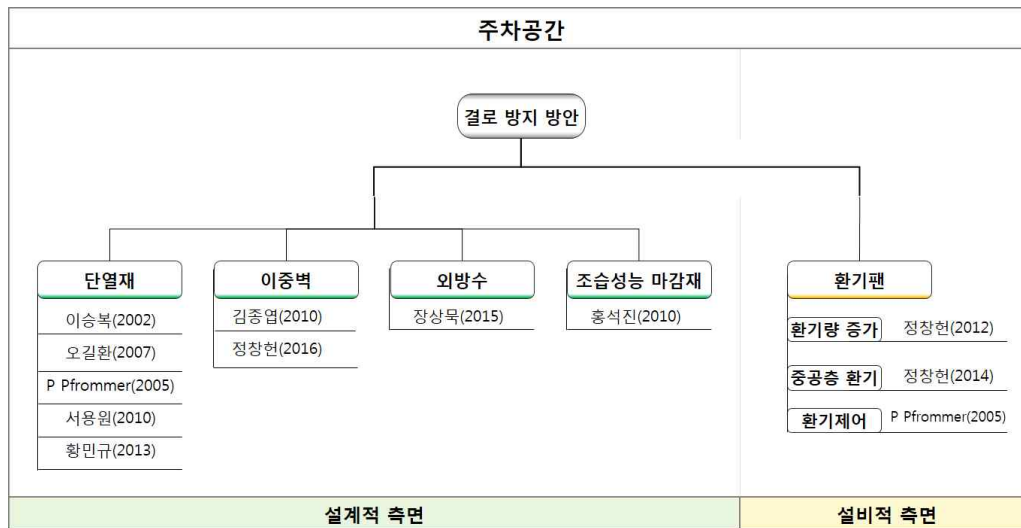 주차공간
결로 방지 방안
단열재
이중벽
외방수
조습성능 마감재
환기팬
이승복(2002)
오길환(2007)
P Pfrommer(2005)
서용원(2010)
황민규(2013)
김종엽(2010)
정창헌(2016)
장상묵(2015)
홍석진(2010)
환기량 증가 정창헌(2012)
중공층 환기 정창헌(2014)
환기제어 P Pfrommer(2005)
설계적 측면
설비적 측면